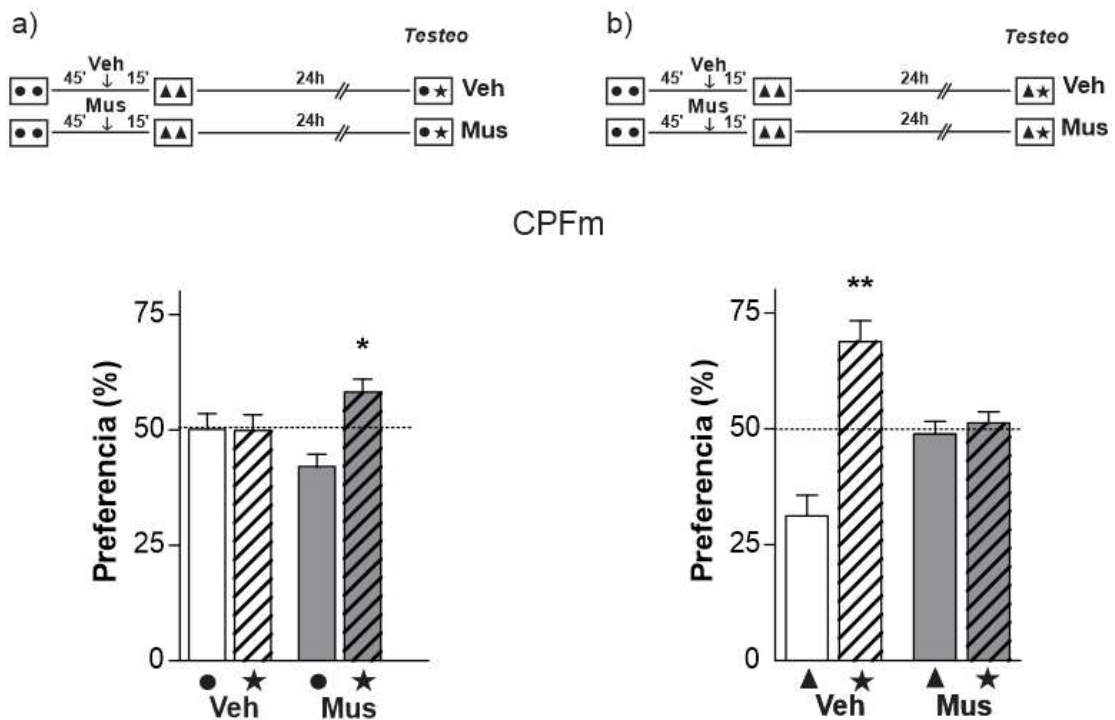 a)
Testeo
Veh
45' 15' 24h Veh
Mus
45' 15' 24h Mus
b)
Testeo
Veh
45' 15' 24h Veh
Mus
45' 15' 24h Mus
CPFm
Preferencia (%)
75
50
25
0
*
Veh Mus
Preferencia (%)
75
50
25
0
**
Veh Mus